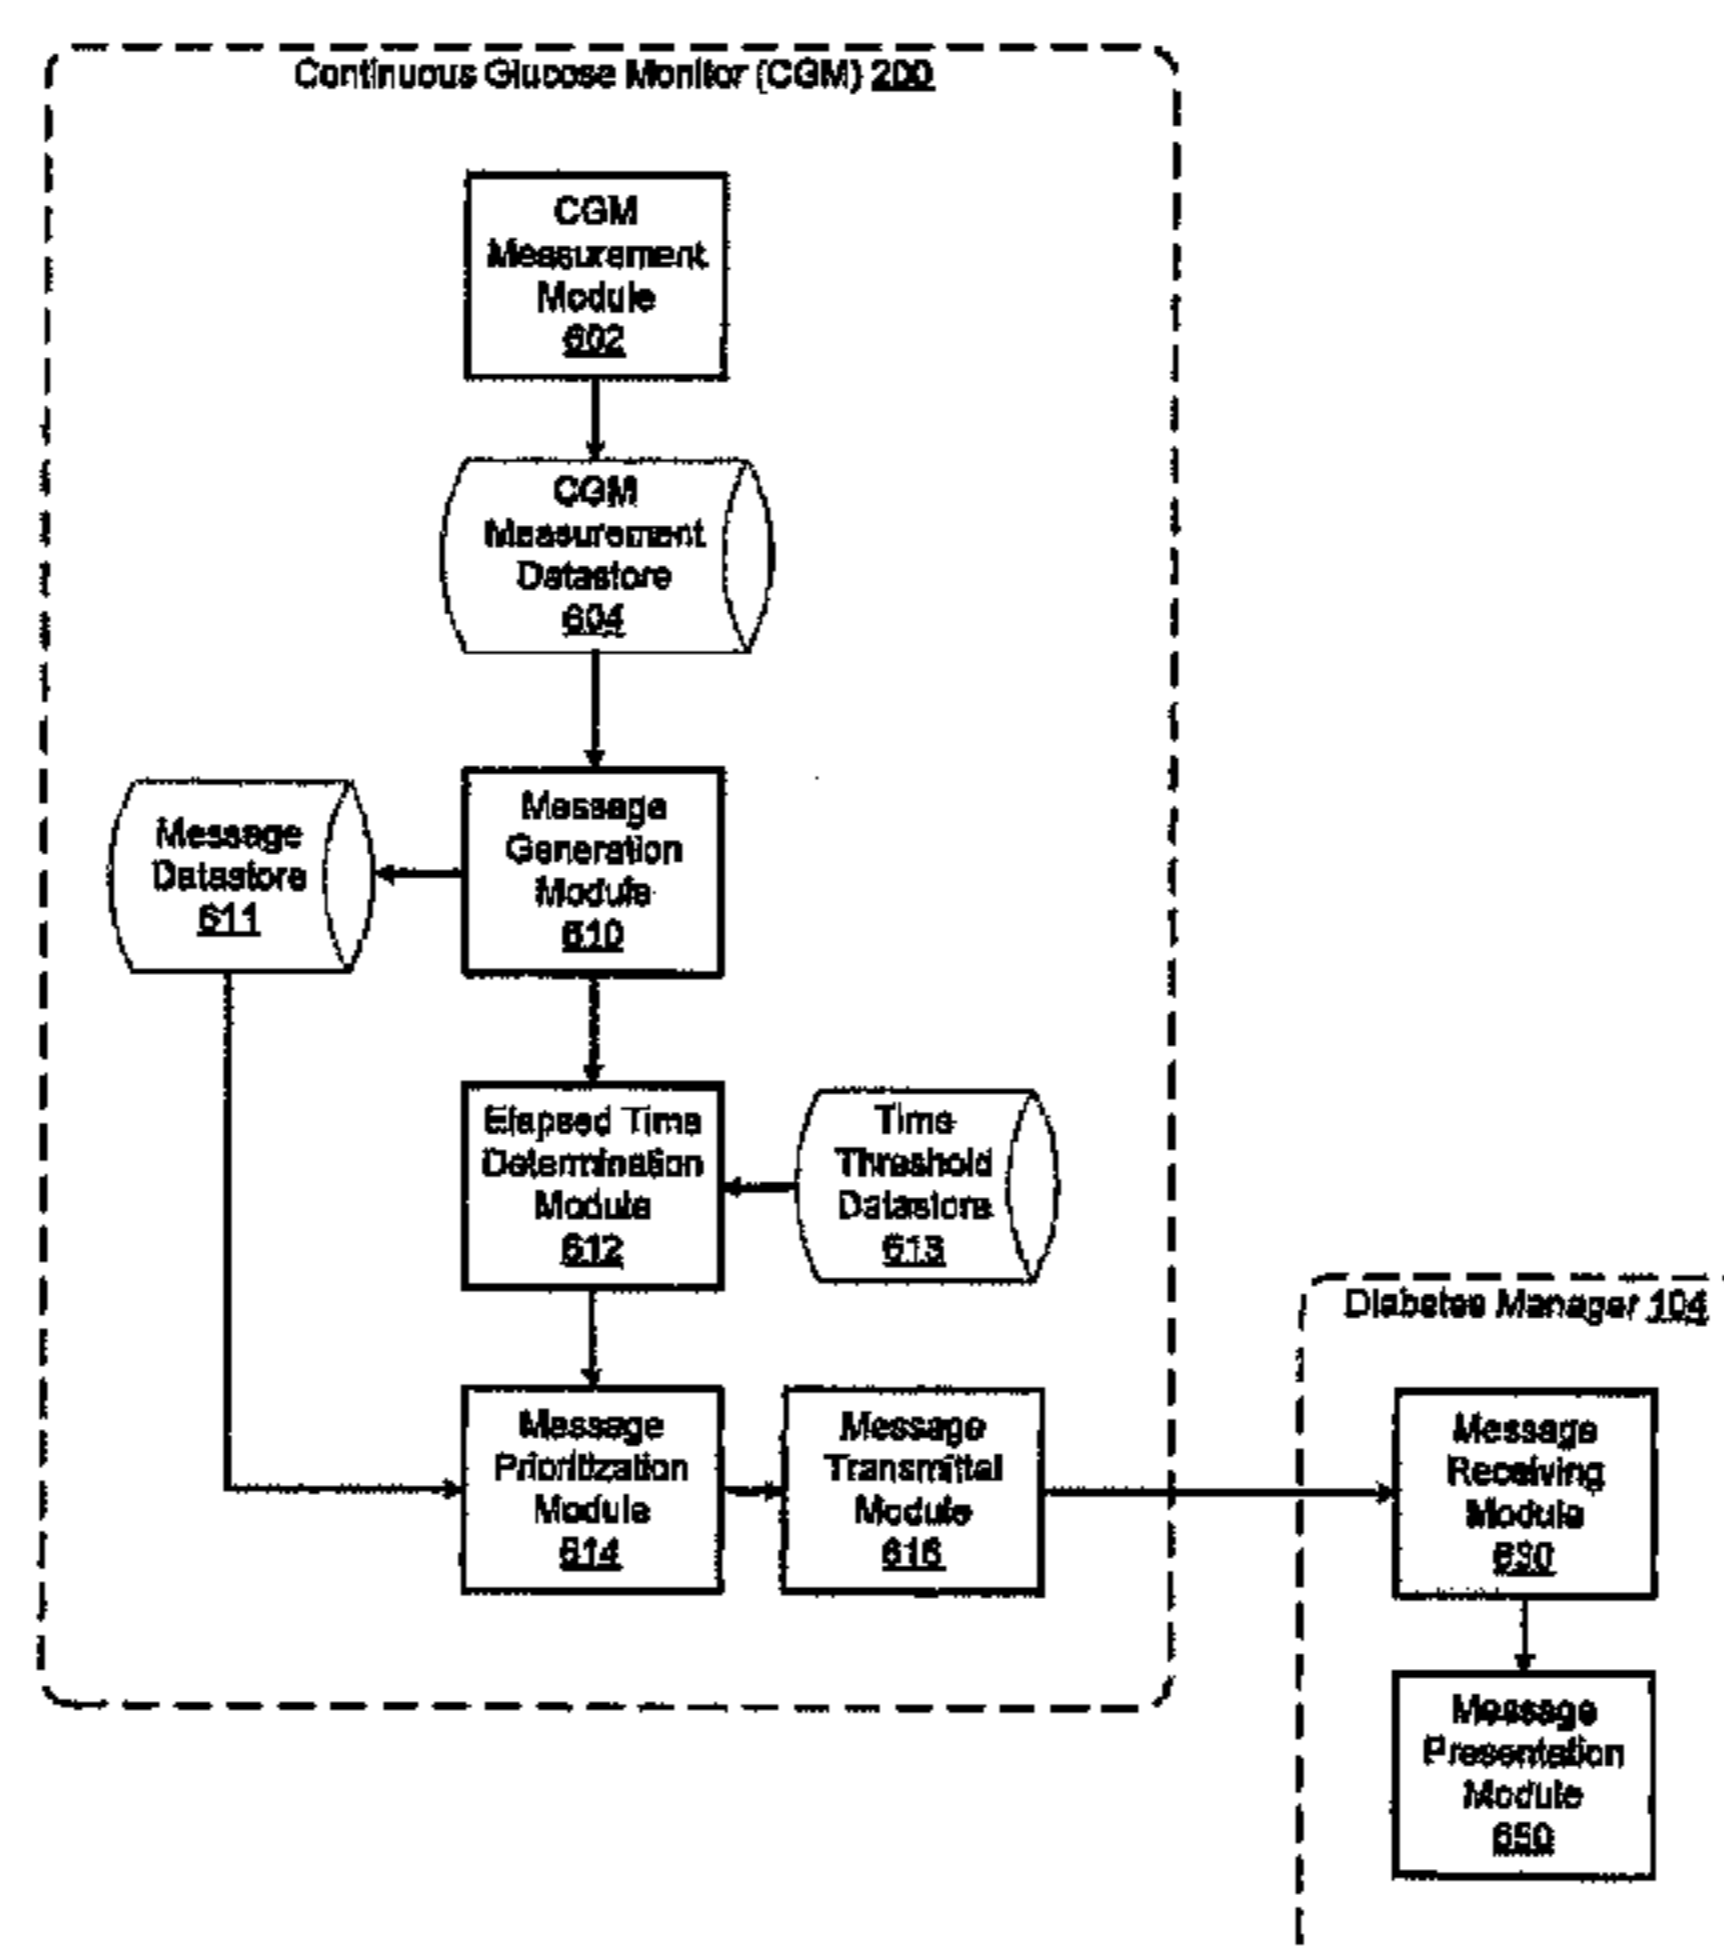 Continuous Glucose Monitor (CGM) 200
CGM
Measurement
Module
602
CGM
Measurement
Datastore
604
Message
Datastore
611
Message
Generation
Module
610
Elapsed Time
Determination
Module
612
Time
Threshold
Datastore
613
Message
Prioritization
Module
614
Message
Transmittal
Module
616
Diabetes Manager 104
Message
Receiving
Module
630
Message
Presentation
Module
650